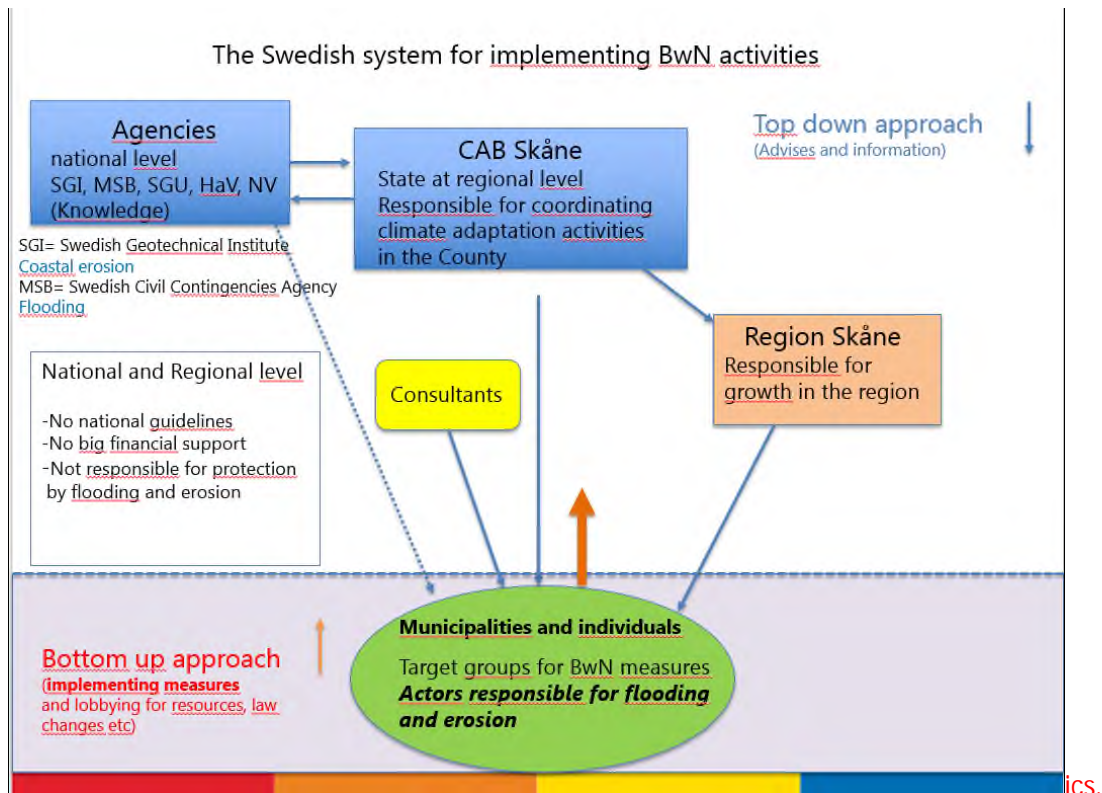 The Swedish system for implementing BwN activities
Agencies
national level
SGI, MSB, SGU, HaV, NV
(Knowledge)
CAB Skåne
State at regional level
Responsible for coordinating
climate adaptation activities
in the County
Top down approach
(Advises and information)
SGI= Swedish Geotechnical Institute
Coastal erosion
MSB= Swedish Civil Contingencies Agency
Flooding
Region Skåne
Responsible for
growth in the region
National and Regional level
-No national guidelines
-No big financial support
-Not responsible for protection
by flooding and erosion
Consultants
Municipalities and individuals
Target groups for BwN measures
Actors responsible for flooding
and erosion
Bottom up approach
(implementing measures
and lobbying for resources, law
changes etc)
ics.